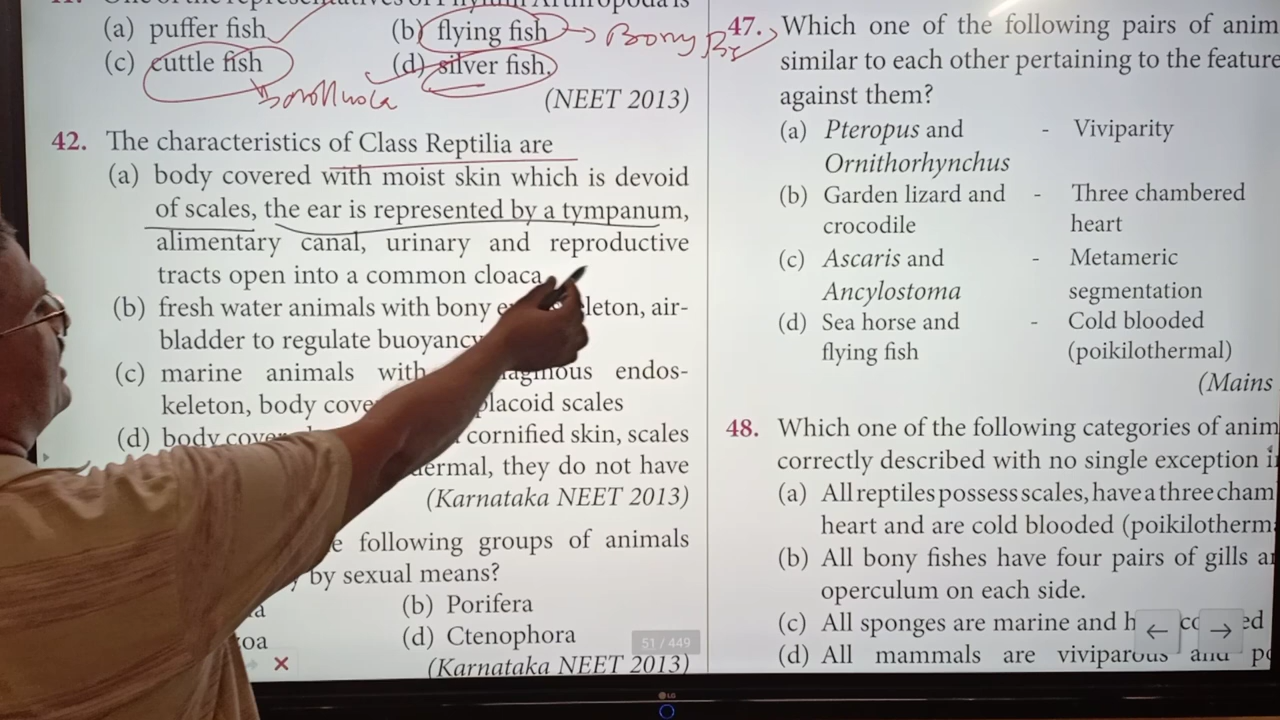 (a) puffer fish
(b) flying fish
(c) cuttle fish
(d) silver fish.
Bony
(NEET 2013)
42. The characteristics of Class Reptilia are
(a) body covered with moist skin which is devoid
of scales, the ear is represented by a tympanum,
alimentary canal, urinary and reproductive
tracts open into a common cloaca
(b) fresh water animals with bony air-
bladder to regulate buoyancy
(c) marine animals with endos-
keleton, body placoid scales
(d) body cornified skin, scales
they do not have
(Karnataka NEET 2013)
following groups of animals
by sexual means?
(b) Porifera
(d) Ctenophora
(Karnataka NEET 2013)
47. Which one of the following pairs of anim
similar to each other pertaining to the feature
against them?
(a) Pteropus and - Viviparity
Ornithorhynchus
(b) Garden lizard and - Three chambered
crocodile heart
(c) Ascaris and - Metameric
Ancylostoma segmentation
(d) Sea horse and - Cold blooded
flying fish (poikilothermal)
(Mains
48. Which one of the following categories of anim
correctly described with no single exception
(a) All reptiles possess scales, have a three cham
heart and are cold blooded (poikilotherm
(b) All bony fishes have four pairs of gills
operculum on each side.
(c) All sponges are marine and
(d) All mammals are viviparous and
51 / 449
LG